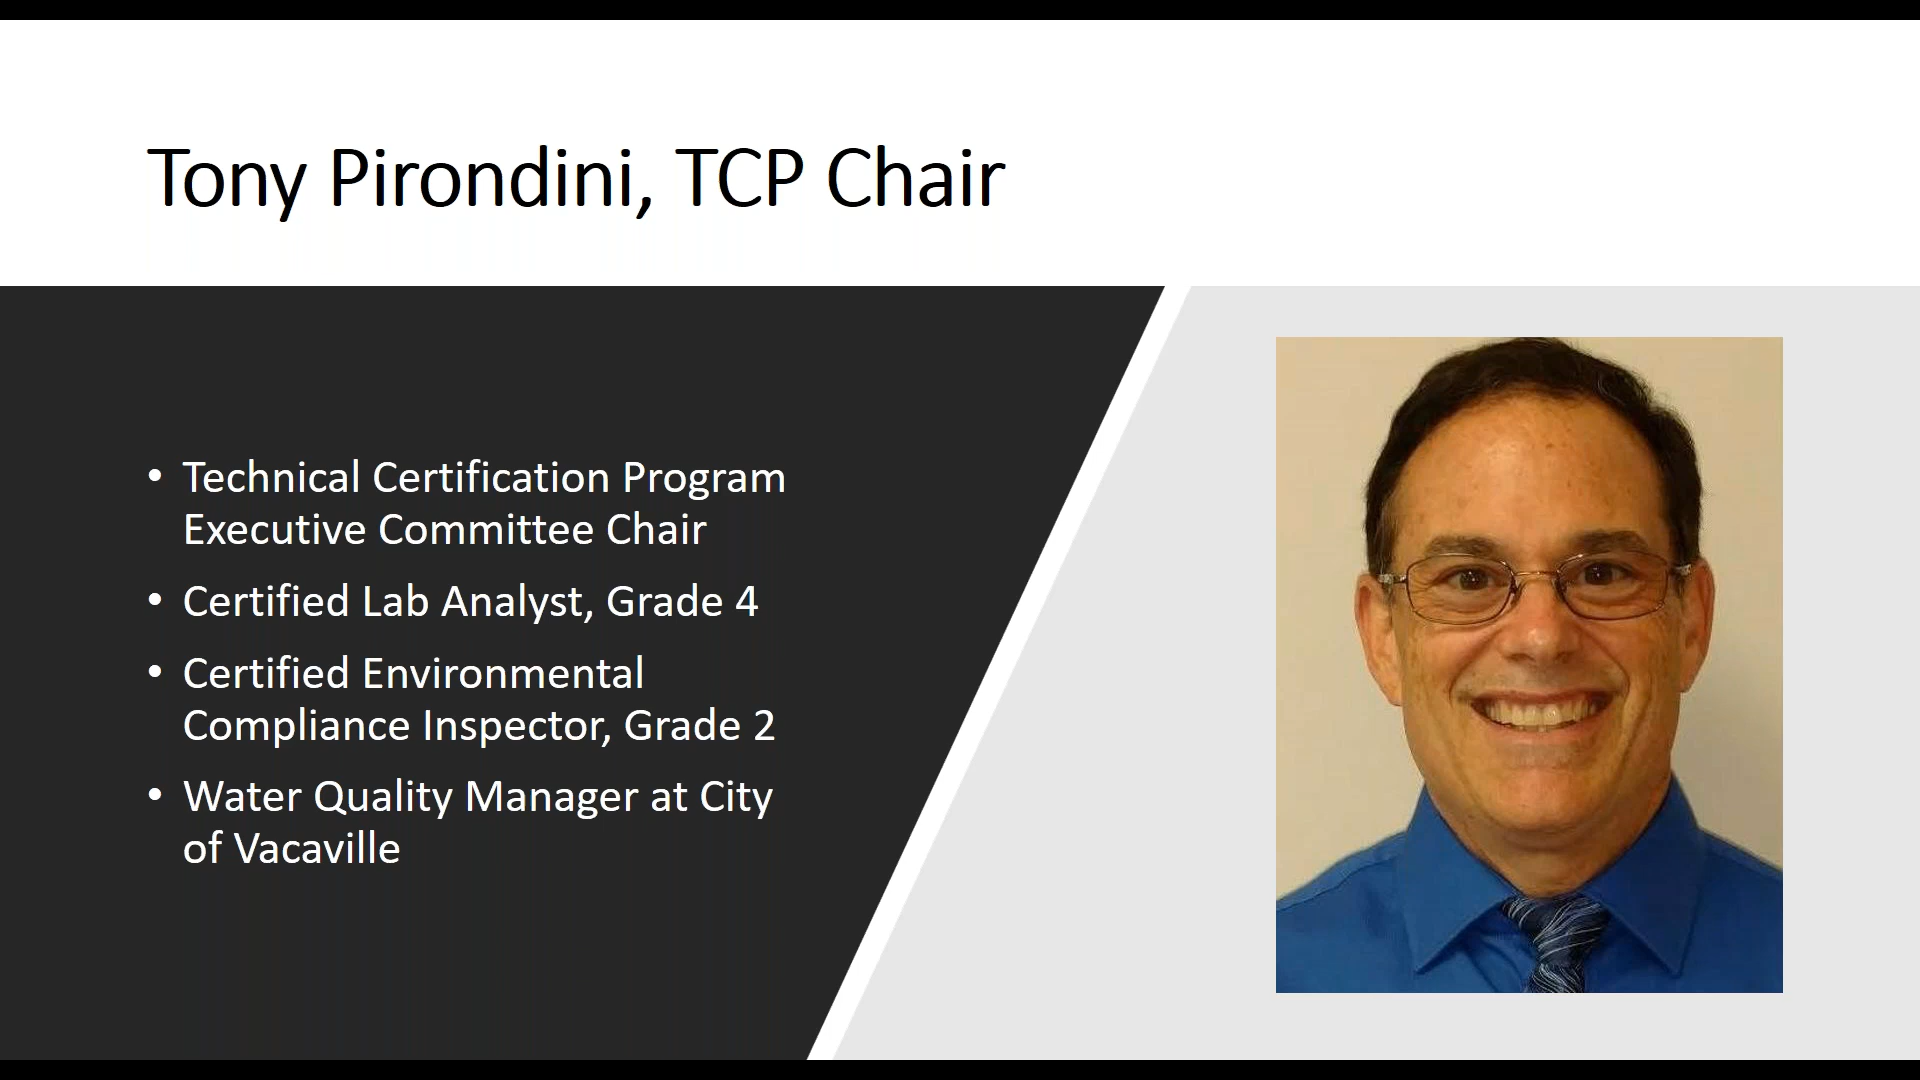 Tony Pirondini, TCP Chair
• Technical Certification Program
Executive Committee Chair
• Certified Lab Analyst, Grade 4
• Certified Environmental
Compliance Inspector, Grade 2
• Water Quality Manager at City
of Vacaville